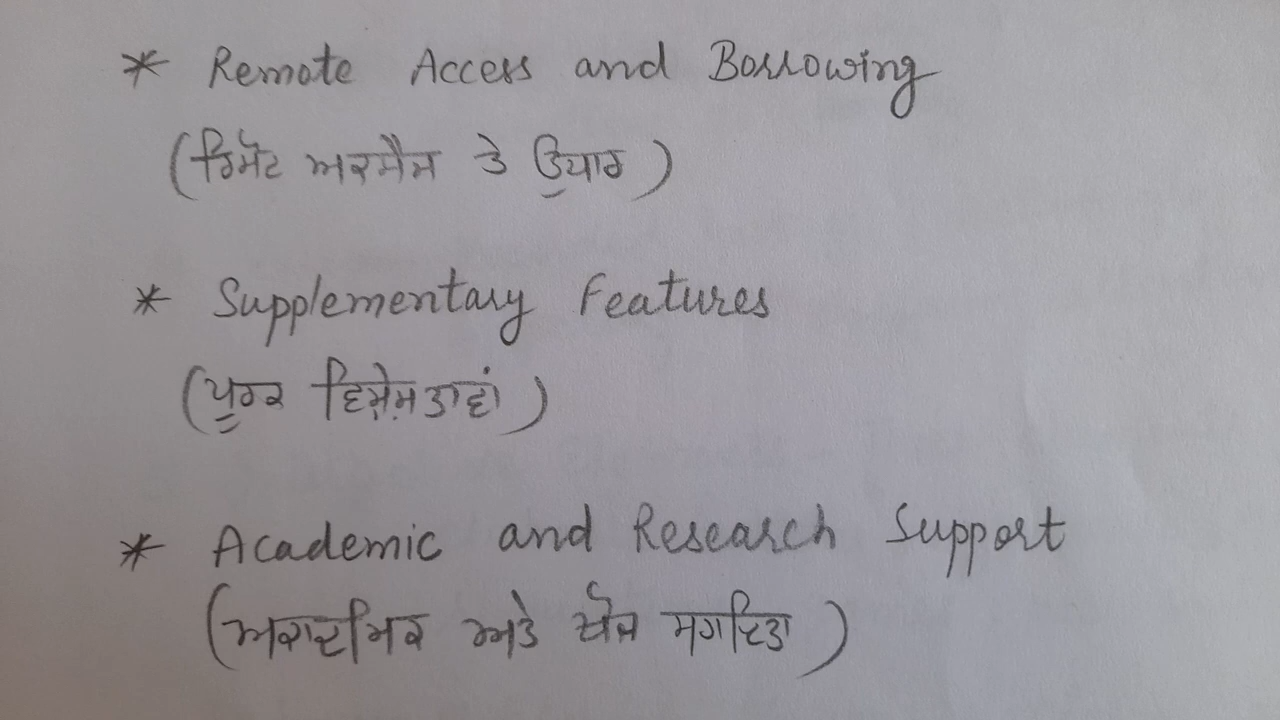 * Remote Access and Borrowing
(ਰਿਮੋਟ ਅਕਸੈਸ ਤੇ ਉਧਾਰ)
* Supplementary Features
(ਪੂਰਕ ਵਿਸ਼ੇਸ਼ਤਾਵਾਂ)
* Academic and Research Support
(ਅਕਾਦਮਿਕ ਅਤੇ ਖੋਜ ਸਹਾਇਤਾ)